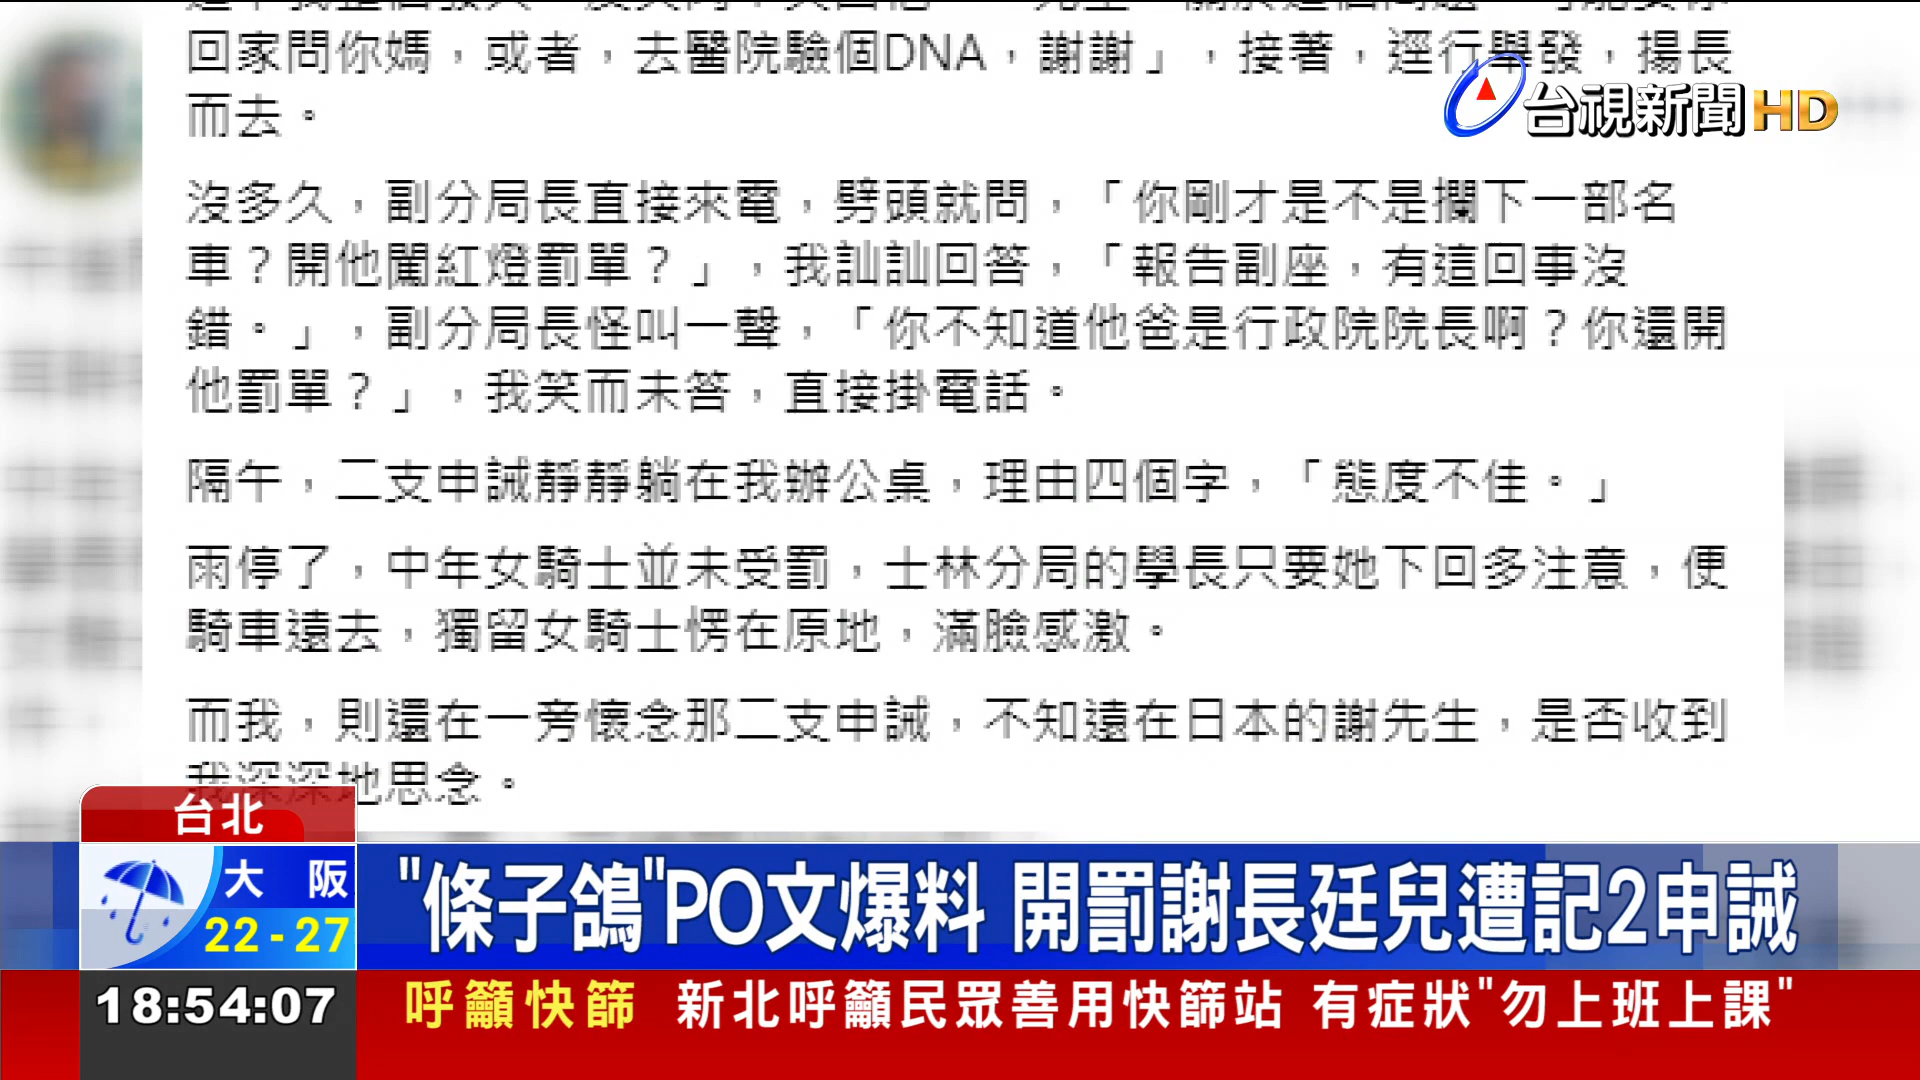 回家問你媽，或者，去醫院驗個DNA，謝謝」，接著，逕行舉發，揚長
而去。
台視新聞HD
沒多久，副分局長直接來電，劈頭就問，「你剛才是不是攔下一部名
車？開他闖紅燈罰單？」，我訕訕回答，「報告副座，有這回事沒
錯。」，副分局長怪叫一聲，「你不知道他爸是行政院院長啊？你還開
他罰單？」，我笑而未答，直接掛電話。
隔午，二支申誡靜靜躺在我辦公桌，理由四個字，「態度不佳。」
雨停了，中年女騎士並未受罰，士林分局的學長只要她下回多注意，便
騎車遠去，獨留女騎士愣在原地，滿臉感激。
而我，則還在一旁懷念那二支申誡，不知遠在日本的謝先生，是否收到
我深深地思念。
台北
大 阪
22-27
"條子鴿"PO文爆料 開罰謝長廷兒遭記2申誡
18:54:07
呼籲快篩 新北呼籲民眾善用快篩站 有症狀"勿上班上課"